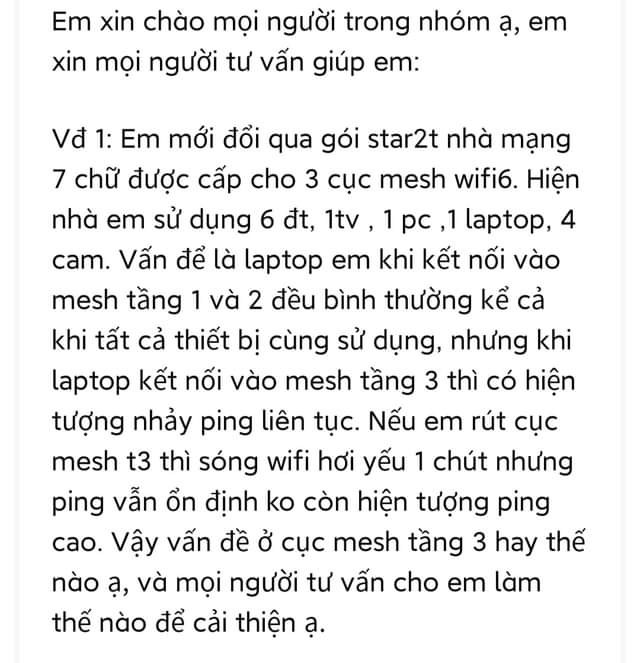 Em xin chào mọi người trong nhóm ạ, em
xin mọi người tư vấn giúp em:
Vđ 1: Em mới đổi qua gói star2t nhà mạng
7 chữ được cấp cho 3 cục mesh wifi6. Hiện
nhà em sử dụng 6 đt, 1tv , 1 pc ,1 laptop, 4
cam. Vấn để là laptop em khi kết nối vào
mesh tầng 1 và 2 đều bình thường kể cả
khi tất cả thiết bị cùng sử dụng, nhưng khi
laptop kết nối vào mesh tầng 3 thì có hiện
tượng nhảy ping liên tục. Nếu em rút cục
mesh t3 thì sóng wifi hơi yếu 1 chút nhưng
ping vẫn ổn định ko còn hiện tượng ping
cao. Vậy vấn đề ở cục mesh tầng 3 hay thế
nào ạ, và mọi người tư vấn cho em làm
thế nào để cải thiện ạ.